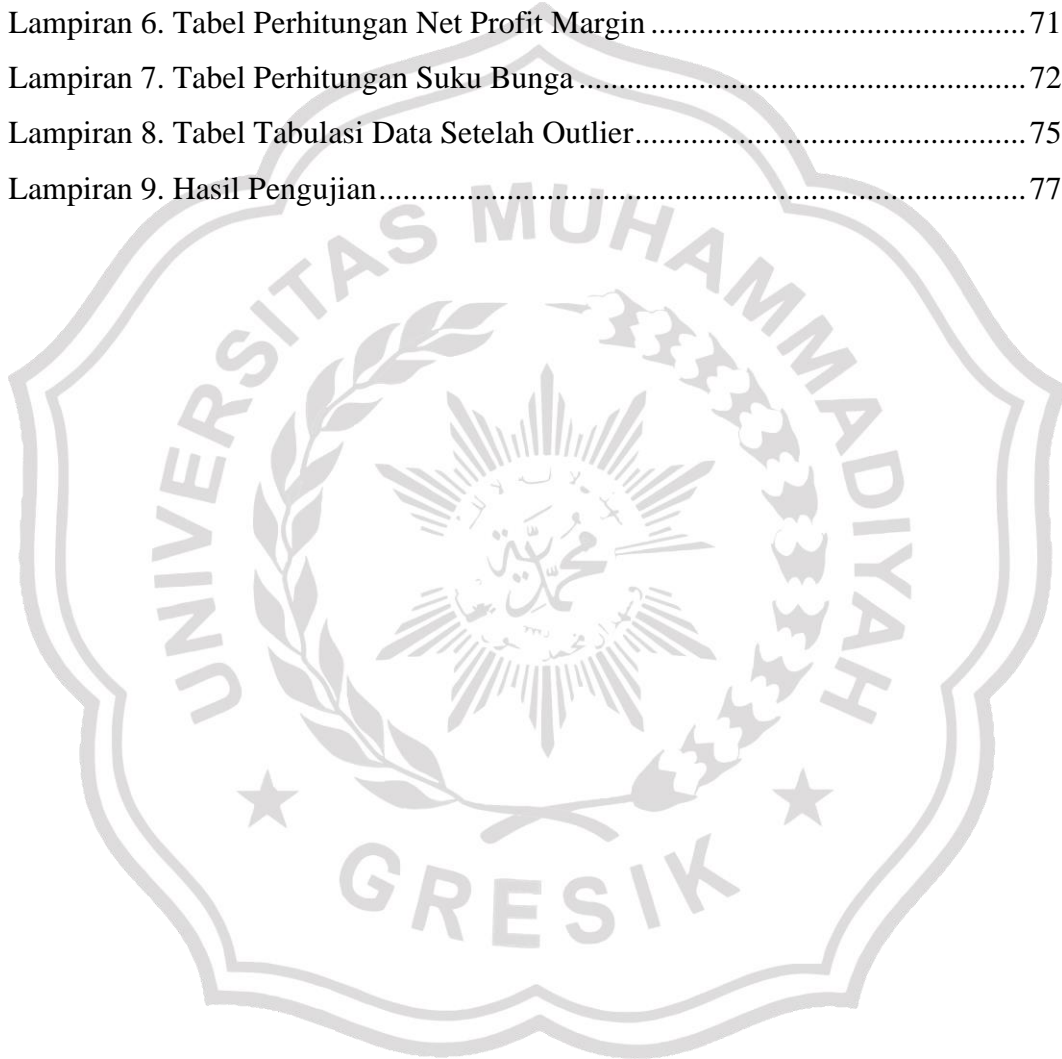 Lampiran 6. Tabel Perhitungan Net Profit Margin ............................................... 71
Lampiran 7. Tabel Perhitungan Suku Bunga ........................................................ 72
Lampiran 8. Tabel Tabulasi Data Setelah Outlier................................................. 75
Lampiran 9. Hasil Pengujian................................................................................. 77
UNIVERSITAS MUHAMMADIYAH
GRESIK